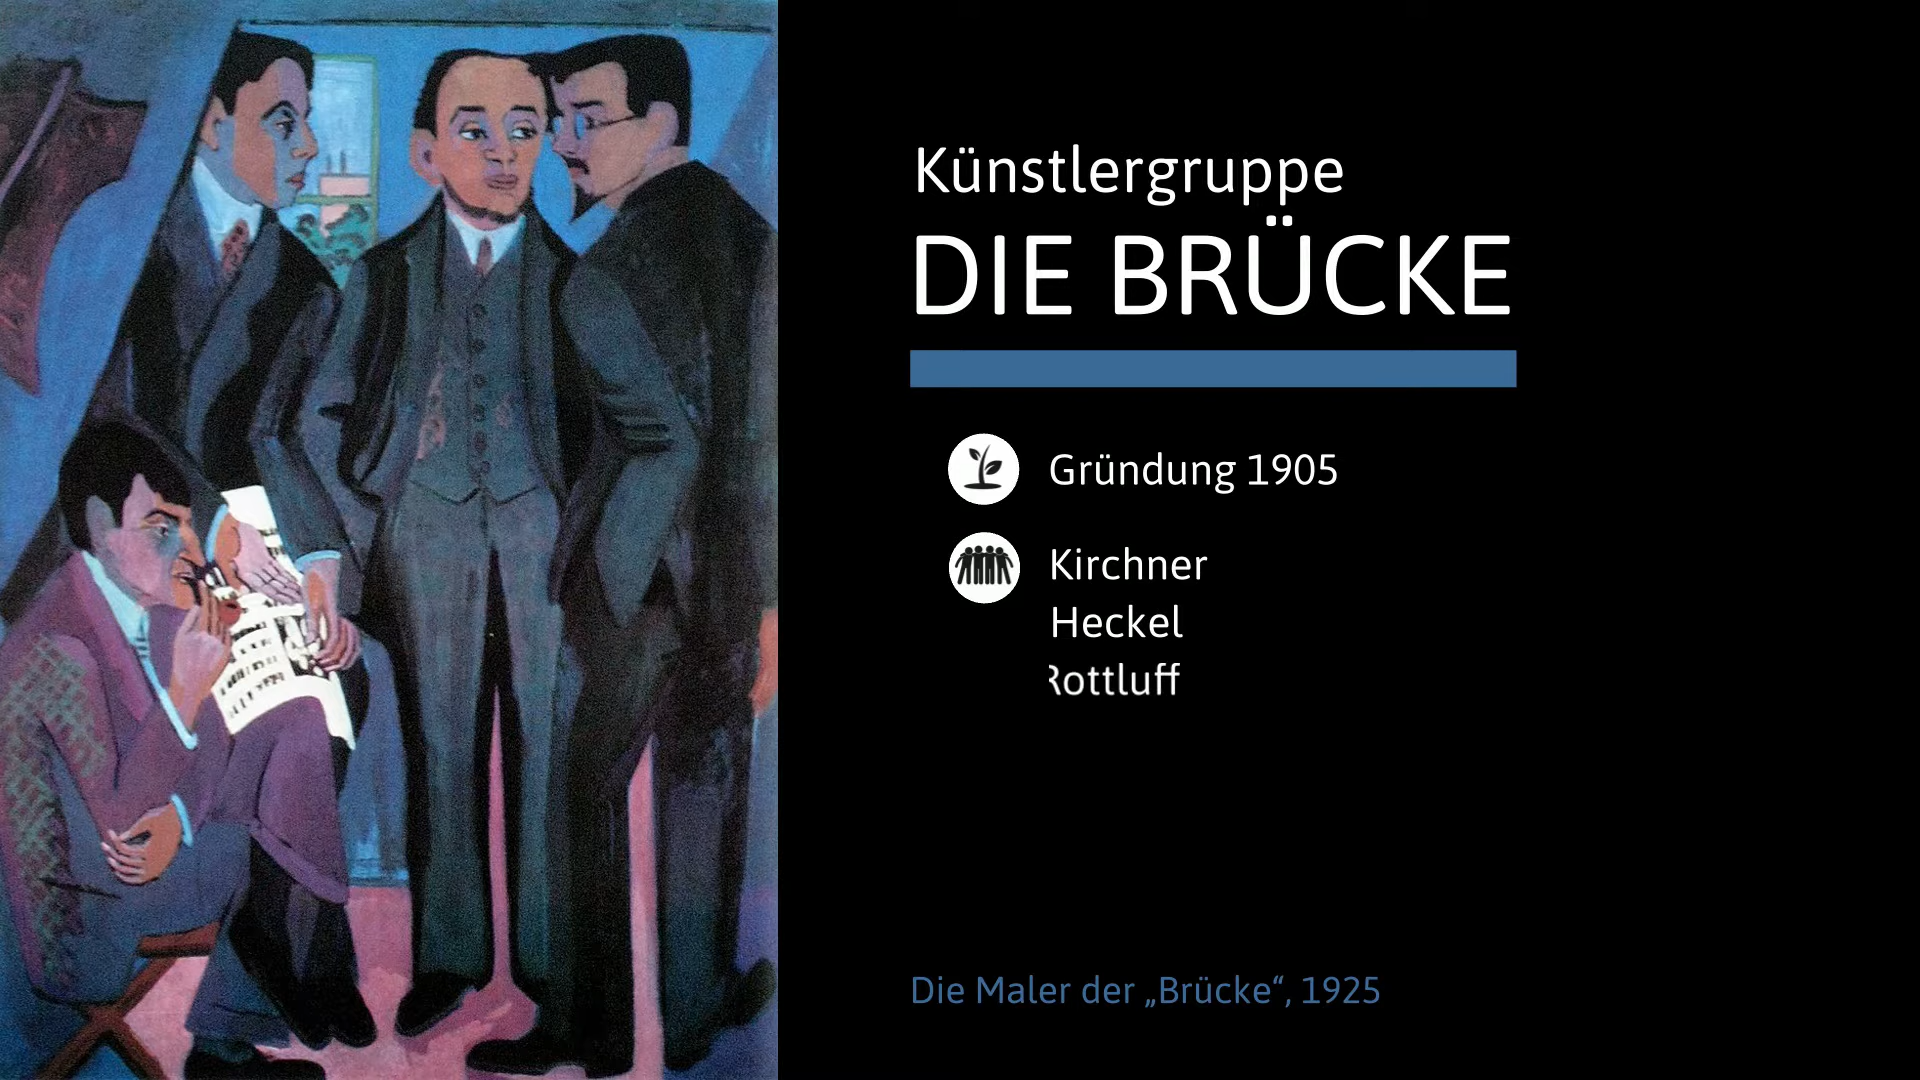 Künstlergruppe
DIE BRÜCKE
Gründung 1905
Kirchner
Heckel
Rottluff
Die Maler der „Brücke“, 1925